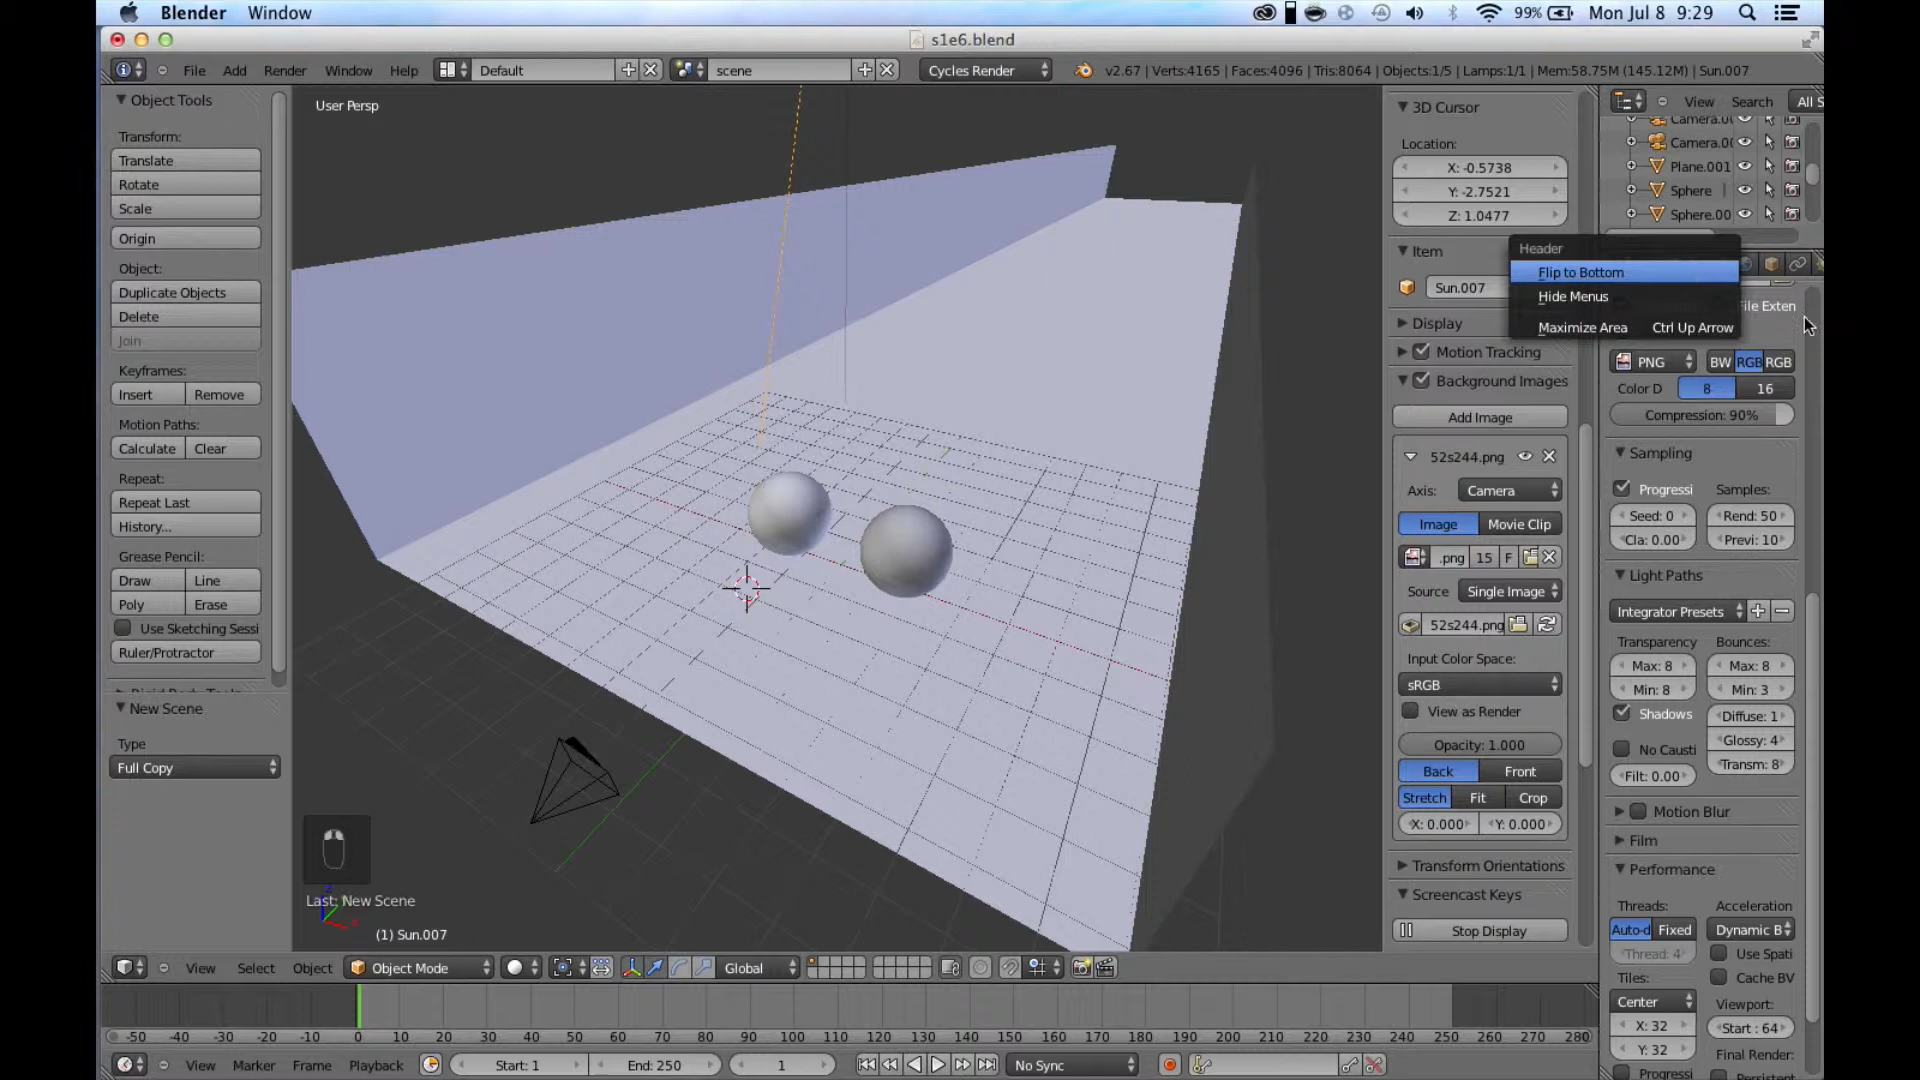 Blender Window 99% Mon Jul 8 9:29
s1e6.blend
File Add Render Window Help Default scene Cycles Render v2.67 | Verts:4165 | Faces:4096 | Tris:8064 | Objects:1/5 | Lamps:1/1 | Mem:58.75M (145.12M) | Sun.007
Object Tools
Transform:
Translate
Rotate
Scale
Origin
Object:
Duplicate Objects
Delete
Join
Keyframes:
Insert Remove
Motion Paths:
Calculate Clear
Repeat:
Repeat Last
History...
Grease Pencil:
Draw Line
Poly Erase
Use Sketching Sessi
Ruler/Protractor
New Scene
Type
Full Copy
User Persp
Last: New Scene
(1) Sun.007
3D Cursor
Location:
X: -0.5738
Y: -2.7521
Z: 1.0477
Item
Sun.007
Display
Motion Tracking
Background Images
Add Image
52s244.png
Axis: Camera
Image Movie Clip
.png 15 F
Source Single Image
52s244.png
Input Color Space:
sRGB
View as Render
Opacity: 1.000
Back Front
Stretch Fit Crop
X: 0.000 Y: 0.000
Transform Orientations
Screencast Keys
Stop Display
View Search All S
Camera.00
Camera.00
Plane.001
Sphere
Sphere.00
Header
Flip to Bottom
Hide Menus
Maximize Area Ctrl Up Arrow
File Exten
PNG BW RGB RGB
Color D 8 16
Compression: 90%
Sampling
Progressi Samples:
Seed: 0 Rend: 50
Cla: 0.00 Previ: 10
Light Paths
Integrator Presets
Transparency Bounces:
Max: 8 Max: 8
Min: 8 Min: 3
Shadows Diffuse: 1
No Causti Glossy: 4
Filt: 0.00 Transm: 8
Motion Blur
Film
Performance
Threads: Acceleration
Auto-d Fixed Dynamic B
Thread: 4 Use Spati
Tiles: Cache BV
Center Viewport:
X: 32 Start : 64
Y: 32 Final Render:
Progressi Persistent
View Select Object Object Mode Global
-50 -40 -30 -20 -10 0 10 20 30 40 50 60 70 80 90 100 110 120 130 140 150 160 170 180 190 200 210 220 230 240 250 260 270 280
View Marker Frame Playback Start: 1 End: 250 1 No Sync